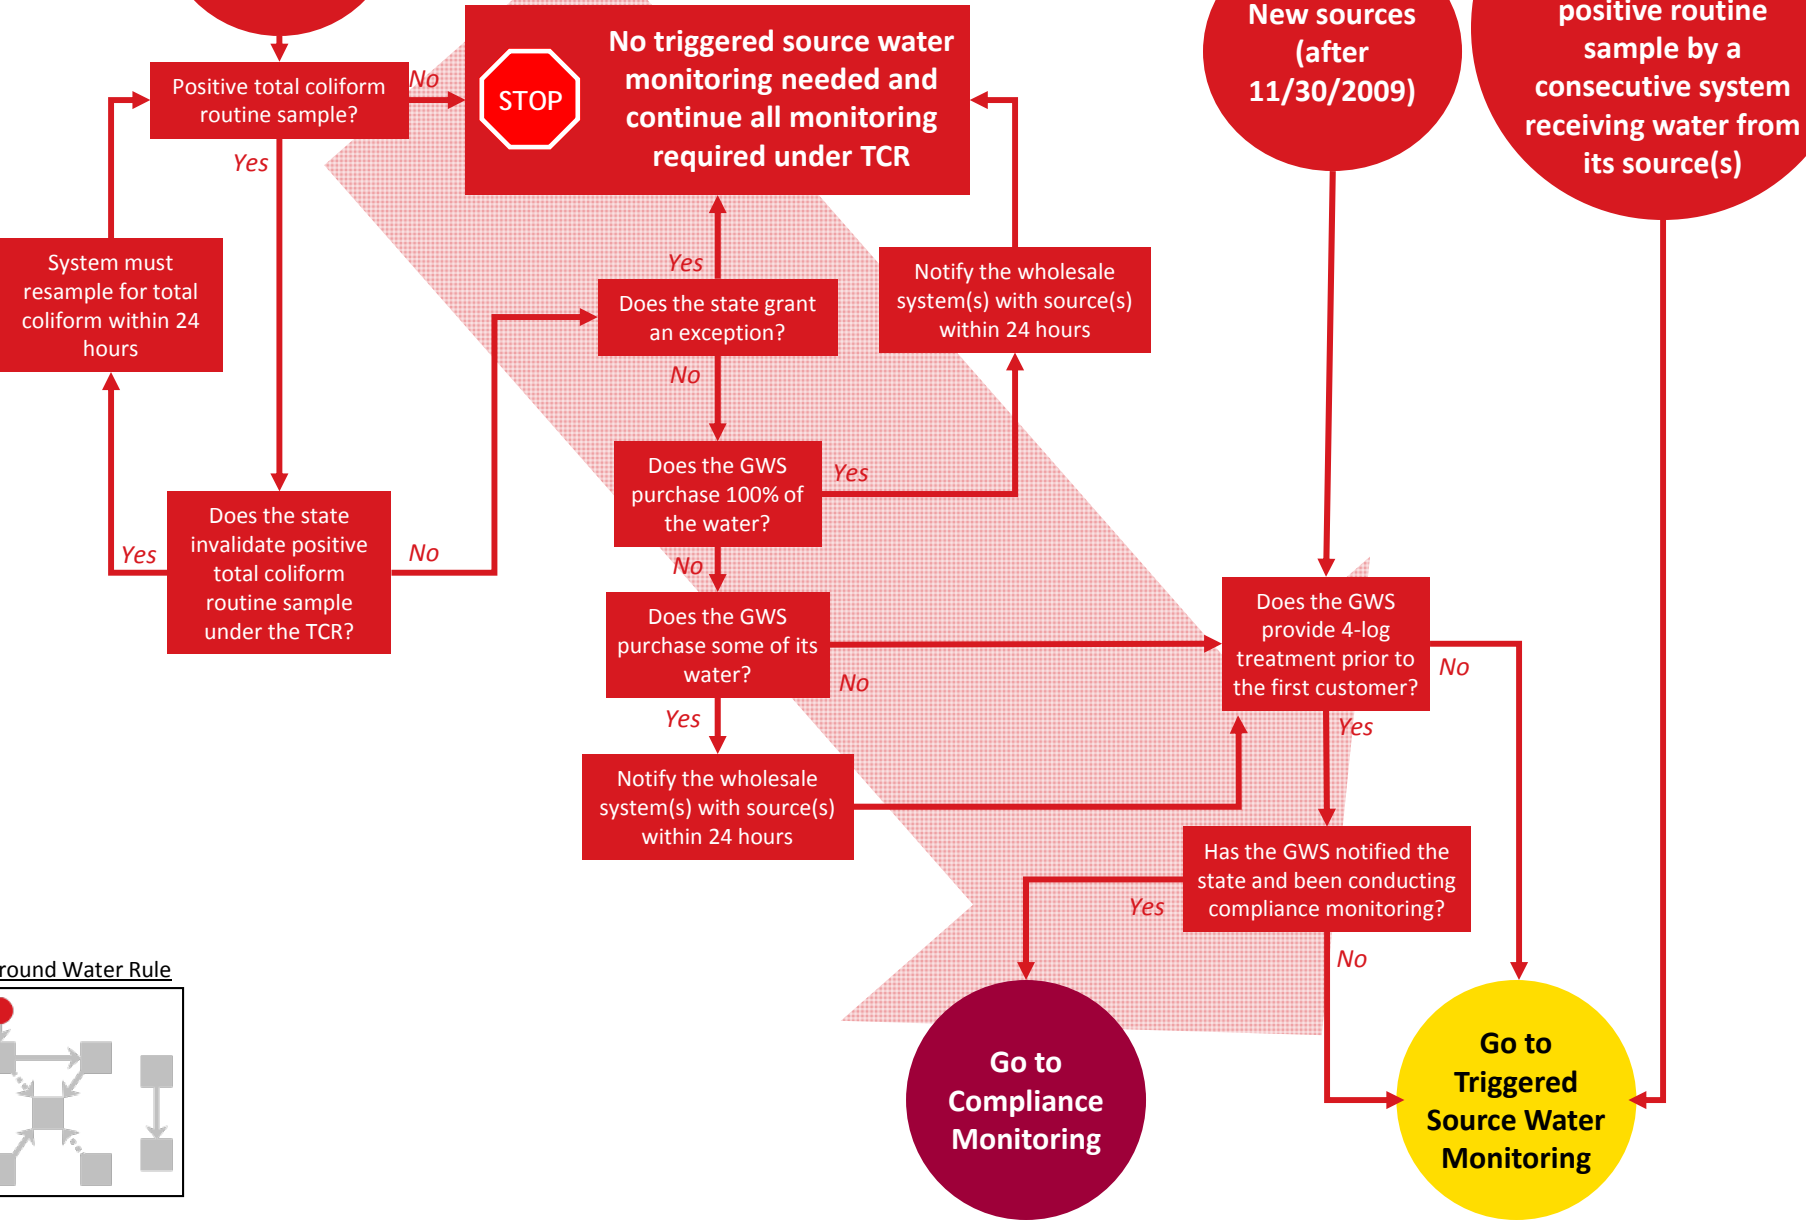 Positive total coliform
routine sample?
No
Yes
STOP
No triggered source water
monitoring needed and
continue all monitoring
required under TCR
New sources
(after
11/30/2009)
positive routine
sample by a
consecutive system
receiving water from
its source(s)
System must
resample for total
coliform within 24
hours
Yes
Does the state grant
an exception?
No
Notify the wholesale
system(s) with source(s)
within 24 hours
Does the GWS
purchase 100% of
the water?
Yes
No
Does the state
invalidate positive
total coliform
routine sample
under the TCR?
Yes
No
Does the GWS
purchase some of its
water?
No
Yes
Does the GWS
provide 4-log
treatment prior to
the first customer?
No
Yes
Notify the wholesale
system(s) with source(s)
within 24 hours
Has the GWS notified the
state and been conducting
compliance monitoring?
Yes
No
round Water Rule
Go to
Compliance
Monitoring
Go to
Triggered
Source Water
Monitoring